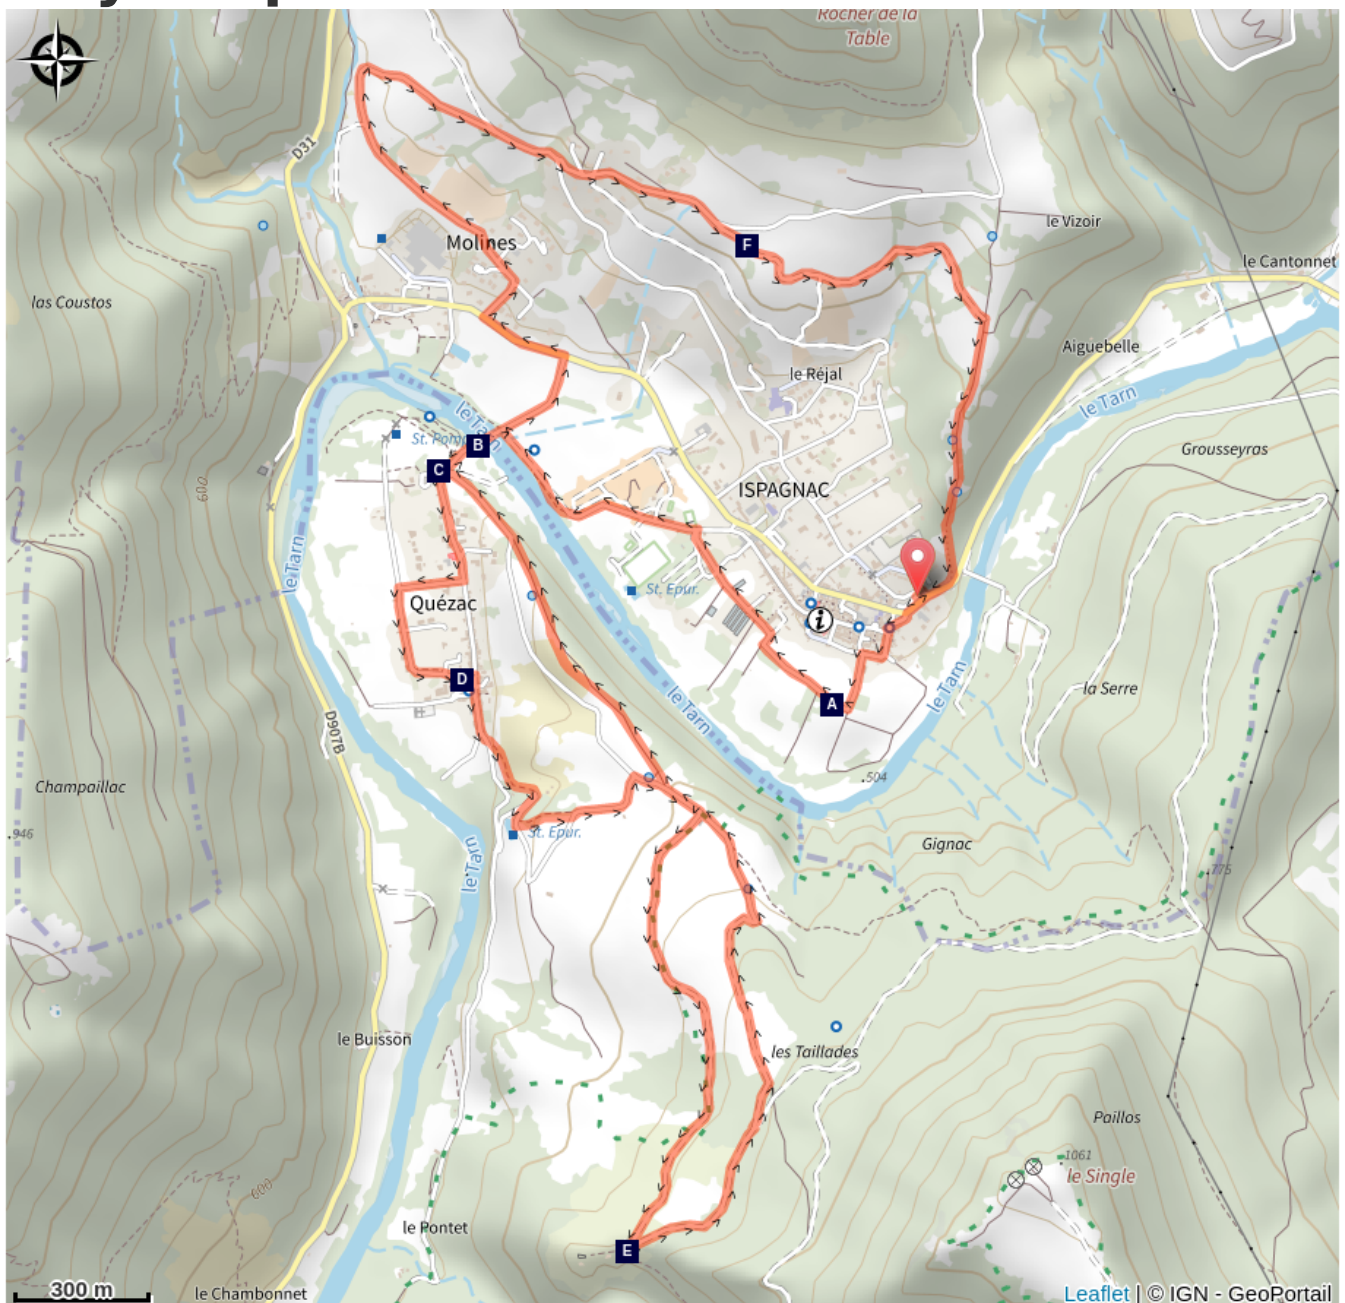 Rocher de la
Table
D31
le Vizoir
Molines
F
le Cantonnet
las Coustos
Aiguebelle
le Réjal
le Tarn
le Tarn
B
St. Pom
Grousseyras
C
ISPAGNAC
600
le Tarn
St. Epur.
Quézac
i
D
le Tarn
le Tarn
la Serre
A
D907B
504
Champaillac
St. Epur.
946
Gignac
le Tarn
775
le Buisson
les Taillades
Paillos
1061
le Single
600
le Pontet
E
300 m
le Chambonnet
Leaflet | © IGN - GeoPortail